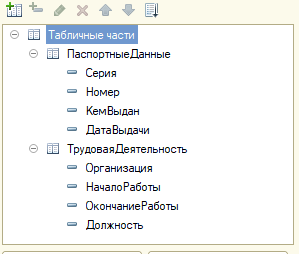 Табличные части
ПаспортныеДанные
Серия
Номер
КемВыдан
ДатаВыдачи
ТрудоваяДеятельность
Организация
НачалоРаботы
ОкончаниеРаботы
Должность